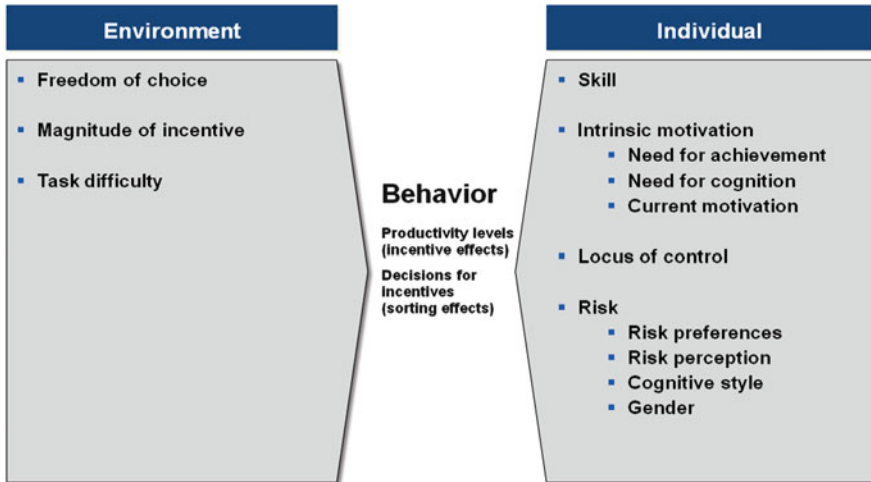 Environment
Freedom of choice
Magnitude of incentive
Task difficulty
Behavior
Productivity levels
(incentive effects)
Decisions for
incentives
(sorting effects)
Individual
Skill
Intrinsic motivation
Need for achievement
Need for cognition
Current motivation
Locus of control
Risk
Risk preferences
Risk perception
Cognitive style
Gender